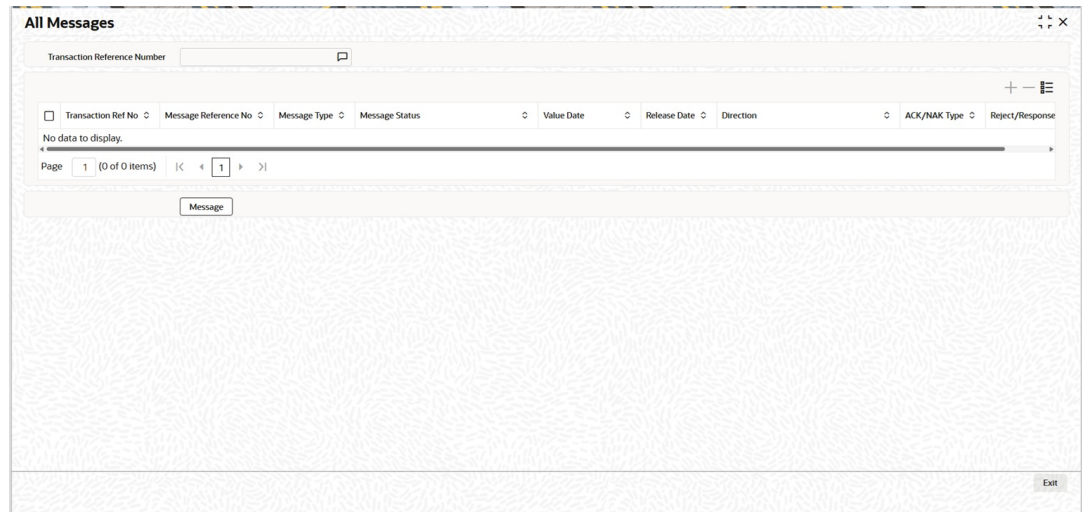 All Messages
Transaction Reference Number
Transaction Ref No Message Reference No Message Type Message Status Value Date Release Date Direction ACK/NAK Type Reject/Response
No data to display.
Page 1 (0 of 0 items) 1
Message
Exit